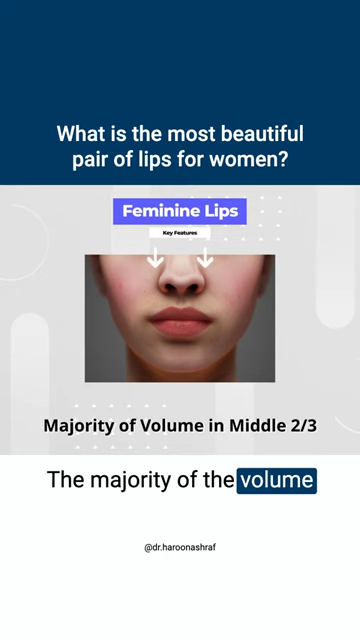 What is the most beautiful
pair of lips for women?
Feminine Lips
Key Features
Majority of Volume in Middle 2/3
The majority of the volume
@dr.haroonashraf